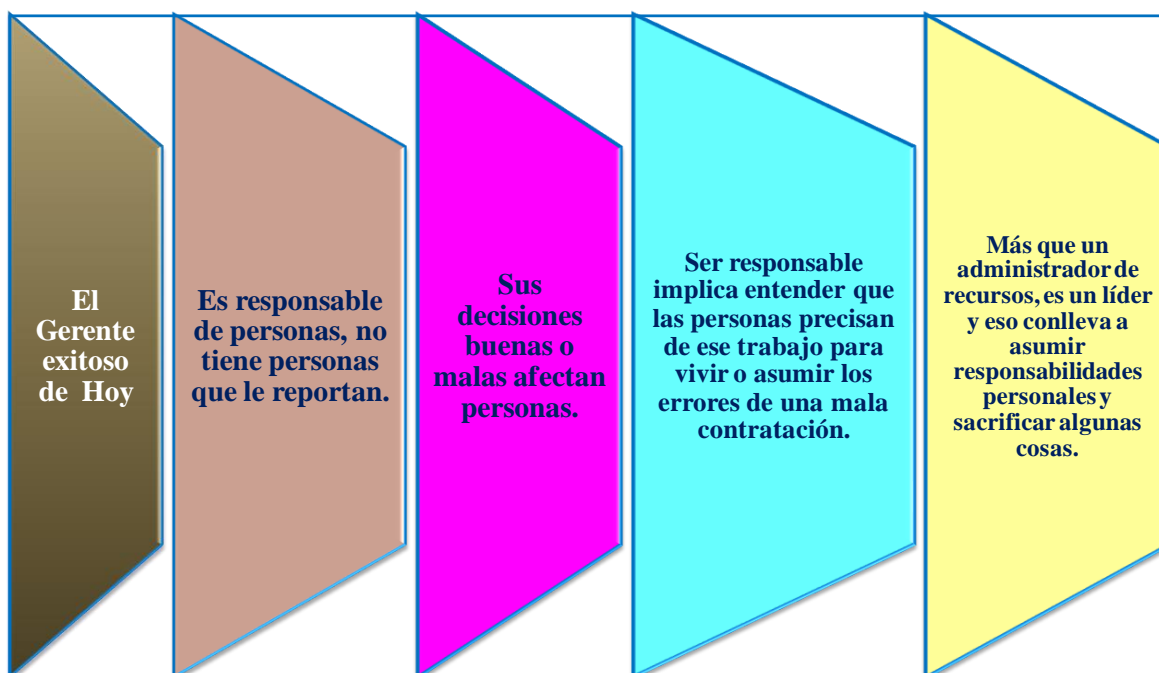 El
Gerente
exitoso
de Hoy
Es responsable
de personas, no
tiene personas
que le reportan.
Sus
decisiones
buenas o
malas afectan
personas.
Ser responsable
implica entender que
las personas precisan
de ese trabajo para
vivir o asumir los
errores de una mala
contratación.
Más que un
administrador de
recursos, es un líder
y eso conlleva a
asumir
responsabilidades
personales y
sacrificar algunas
cosas.